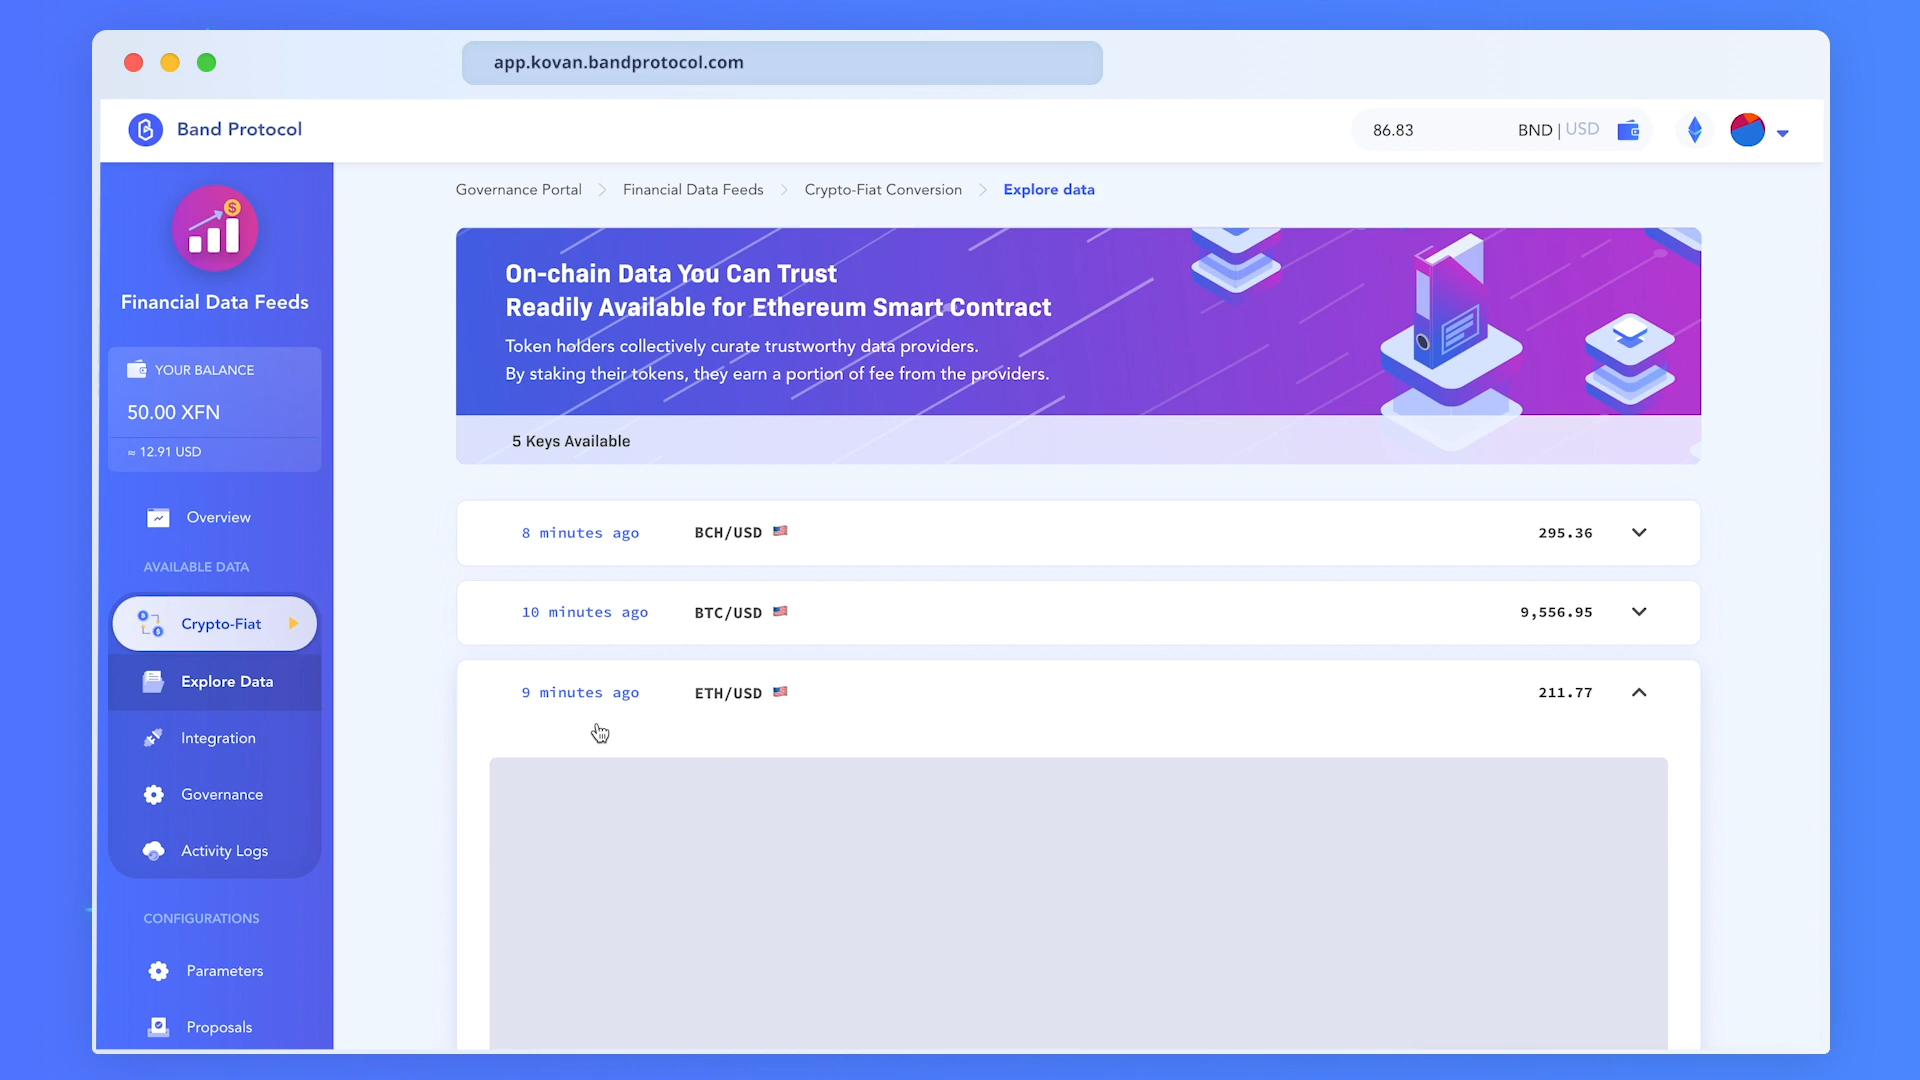 app.kovan.bandprotocol.com
Band Protocol
86.83 BND | USD
Financial Data Feeds
YOUR BALANCE
50.00 XFN
≈ 12.91 USD
Overview
AVAILABLE DATA
Crypto-Fiat
Explore Data
Integration
Governance
Activity Logs
CONFIGURATIONS
Parameters
Proposals
Governance Portal > Financial Data Feeds > Crypto-Fiat Conversion > Explore data
On-chain Data You Can Trust
Readily Available for Ethereum Smart Contract
Token holders collectively curate trustworthy data providers.
By staking their tokens, they earn a portion of fee from the providers.
5 Keys Available
8 minutes ago BCH/USD 295.36
10 minutes ago BTC/USD 9,556.95
9 minutes ago ETH/USD 211.77